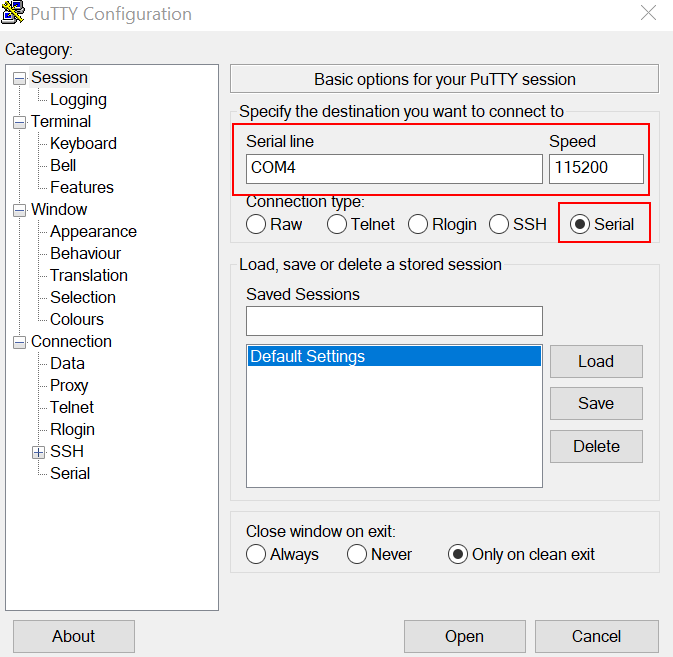 PuTTY Configuration
Category:
Session
Logging
Terminal
Keyboard
Bell
Features
Window
Appearance
Behaviour
Translation
Selection
Colours
Connection
Data
Proxy
Telnet
Rlogin
SSH
Serial
Basic options for your PuTTY session
Specify the destination you want to connect to
Serial line Speed
COM4 115200
Connection type:
Raw Telnet Rlogin SSH Serial
Load, save or delete a stored session
Saved Sessions
Default Settings
Load
Save
Delete
Close window on exit:
Always Never Only on clean exit
About Open Cancel